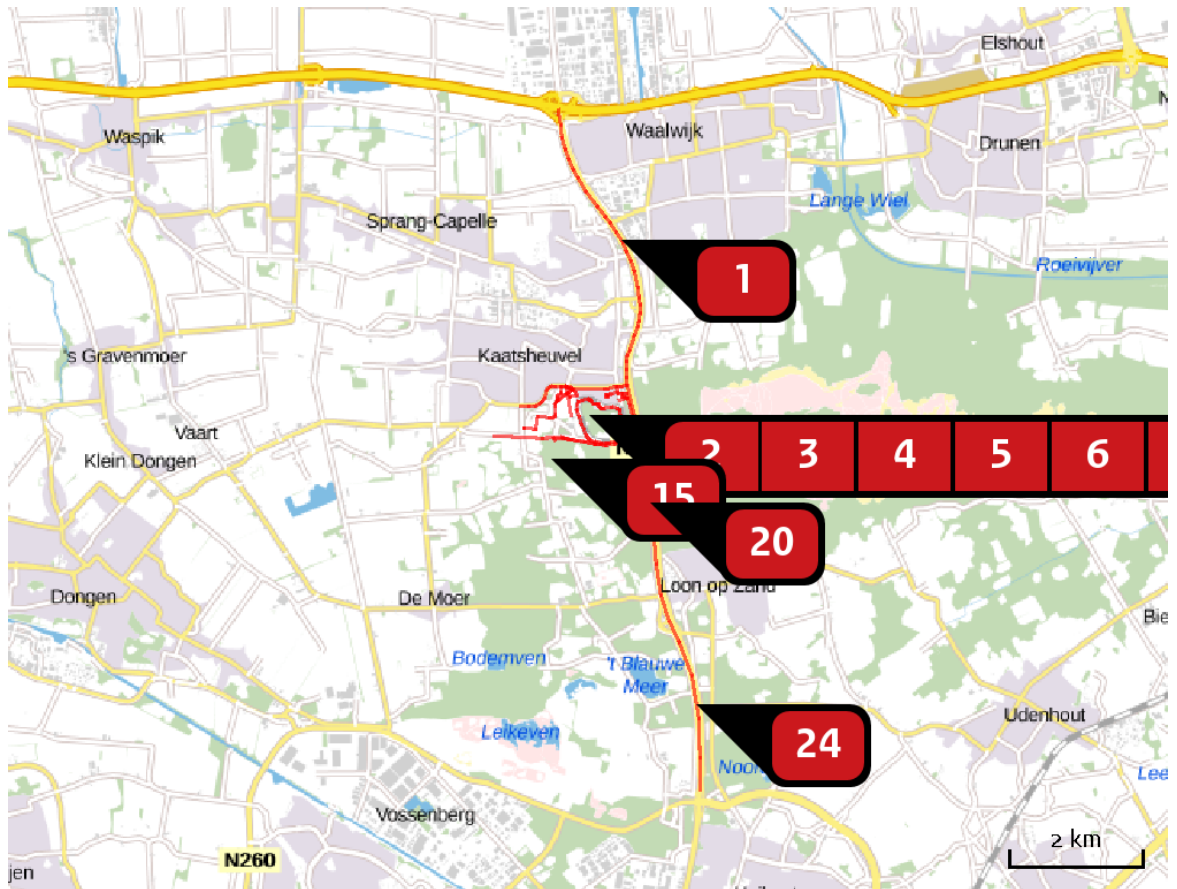 Elshout
Waspik
Waalwijk
Drunen
Lange Wiel
Sprang-Capelle
Roeivijver
1
's Gravenmoer
Kaatsheuvel
Vaart
2 3 4 5 6
Klein Dongen
15
20
Dongen
De Moer
Loon op Zand
Bodemven
't Blauwe
Meer
Udenhout
Leikeven
24
Vossenberg
2 km
N260